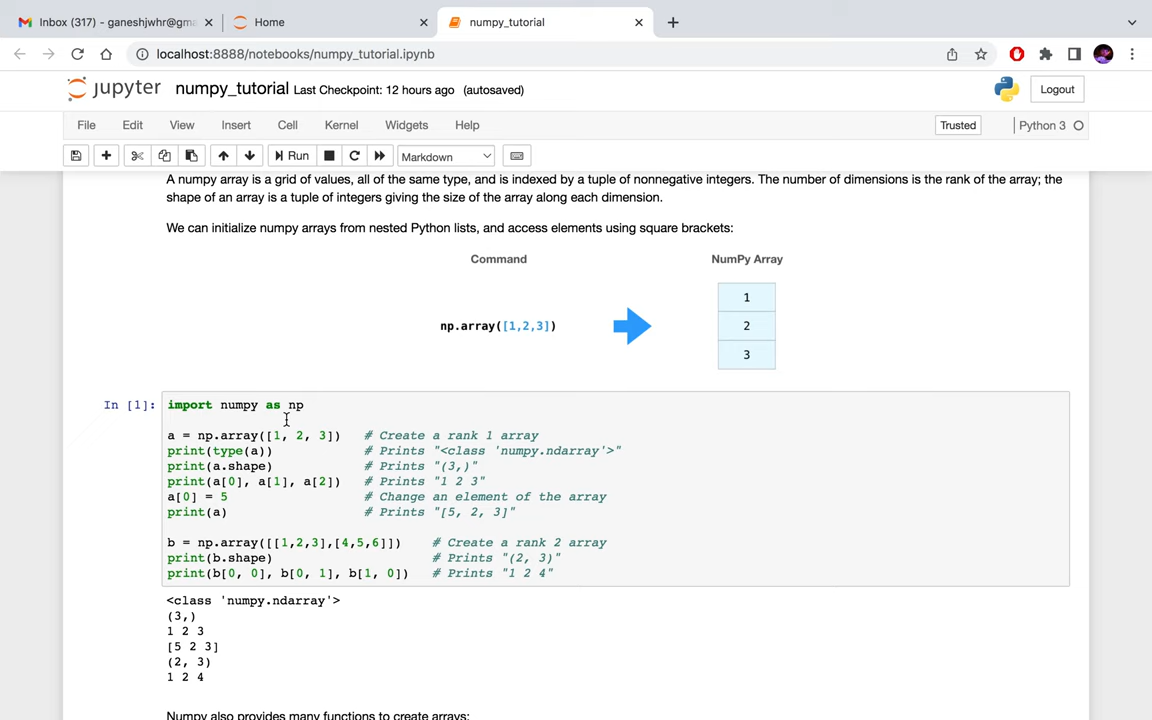 Inbox (317) - ganeshjwhr@gma
Home
numpy_tutorial
localhost:8888/notebooks/numpy_tutorial.ipynb
jupyter numpy_tutorial Last Checkpoint: 12 hours ago (autosaved)
Logout
File Edit View Insert Cell Kernel Widgets Help
Trusted
Python 3
Run
Markdown
A numpy array is a grid of values, all of the same type, and is indexed by a tuple of nonnegative integers. The number of dimensions is the rank of the array; the
shape of an array is a tuple of integers giving the size of the array along each dimension.
We can initialize numpy arrays from nested Python lists, and access elements using square brackets:
Command NumPy Array
1
np.array([1,2,3]) 2
3
In [1]: import numpy as np
a = np.array([1, 2, 3]) # Create a rank 1 array
print(type(a)) # Prints "<class 'numpy.ndarray'>"
print(a.shape) # Prints "(3,)"
print(a[0], a[1], a[2]) # Prints "1 2 3"
a[0] = 5 # Change an element of the array
print(a) # Prints "[5, 2, 3]"
b = np.array([[1,2,3],[4,5,6]]) # Create a rank 2 array
print(b.shape) # Prints "(2, 3)"
print(b[0, 0], b[0, 1], b[1, 0]) # Prints "1 2 4"
<class 'numpy.ndarray'>
(3,)
1 2 3
[5 2 3]
(2, 3)
1 2 4
Numpy also provides many functions to create arrays: